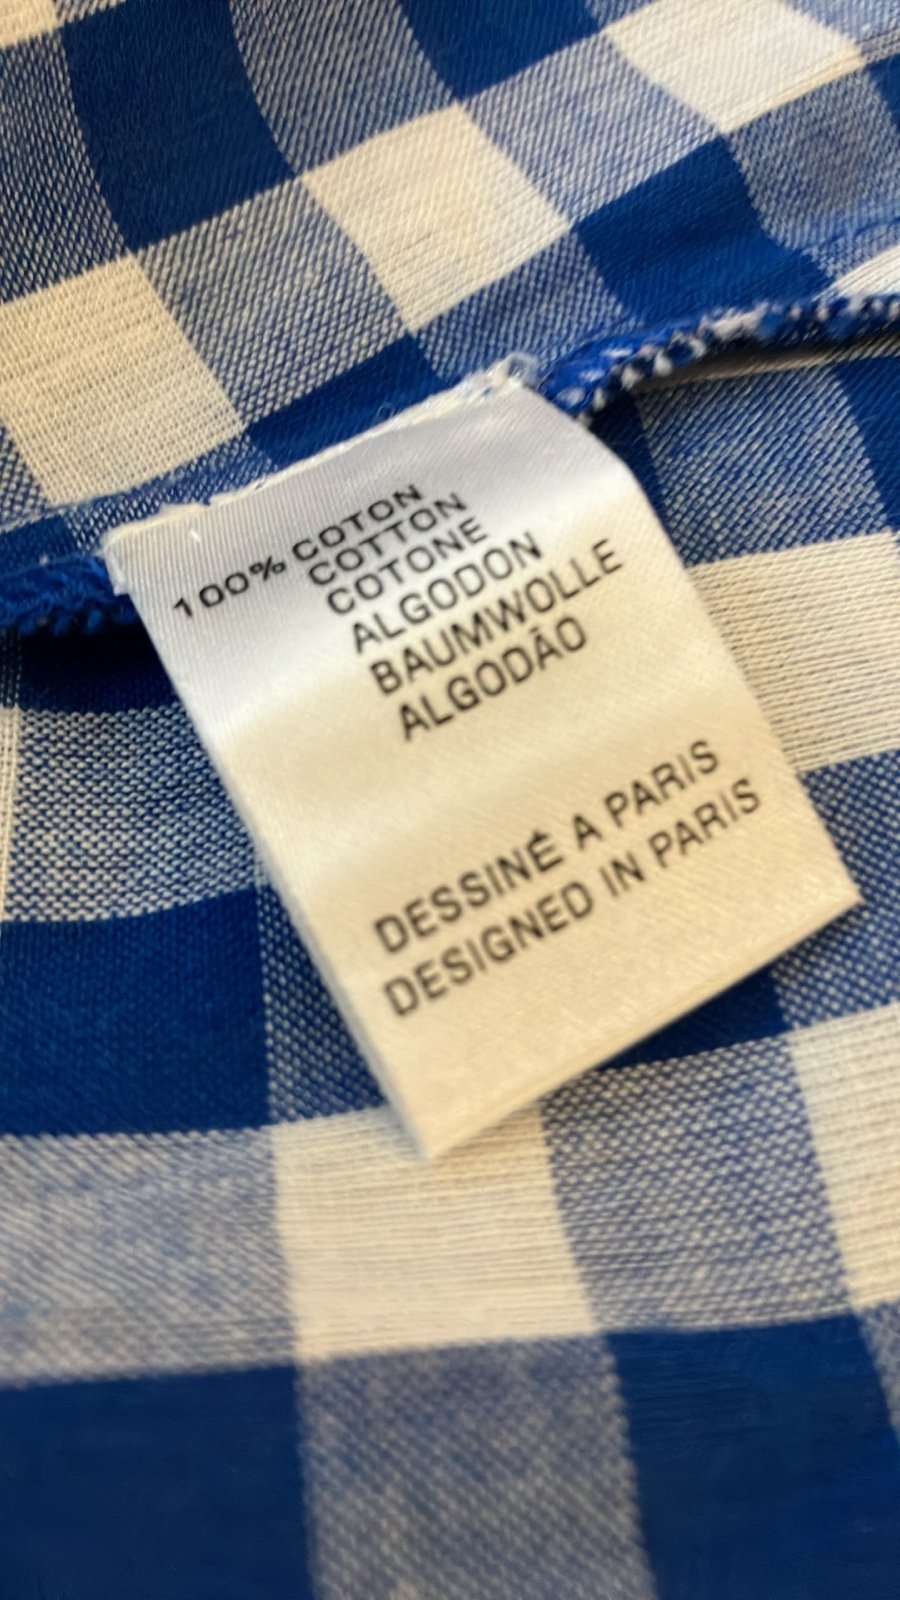 100% COTON
COTTON
COTONE
ALGODON
BAUMWOLLE
ALGODÃO
DESSINÉ A PARIS
DESIGNED IN PARIS